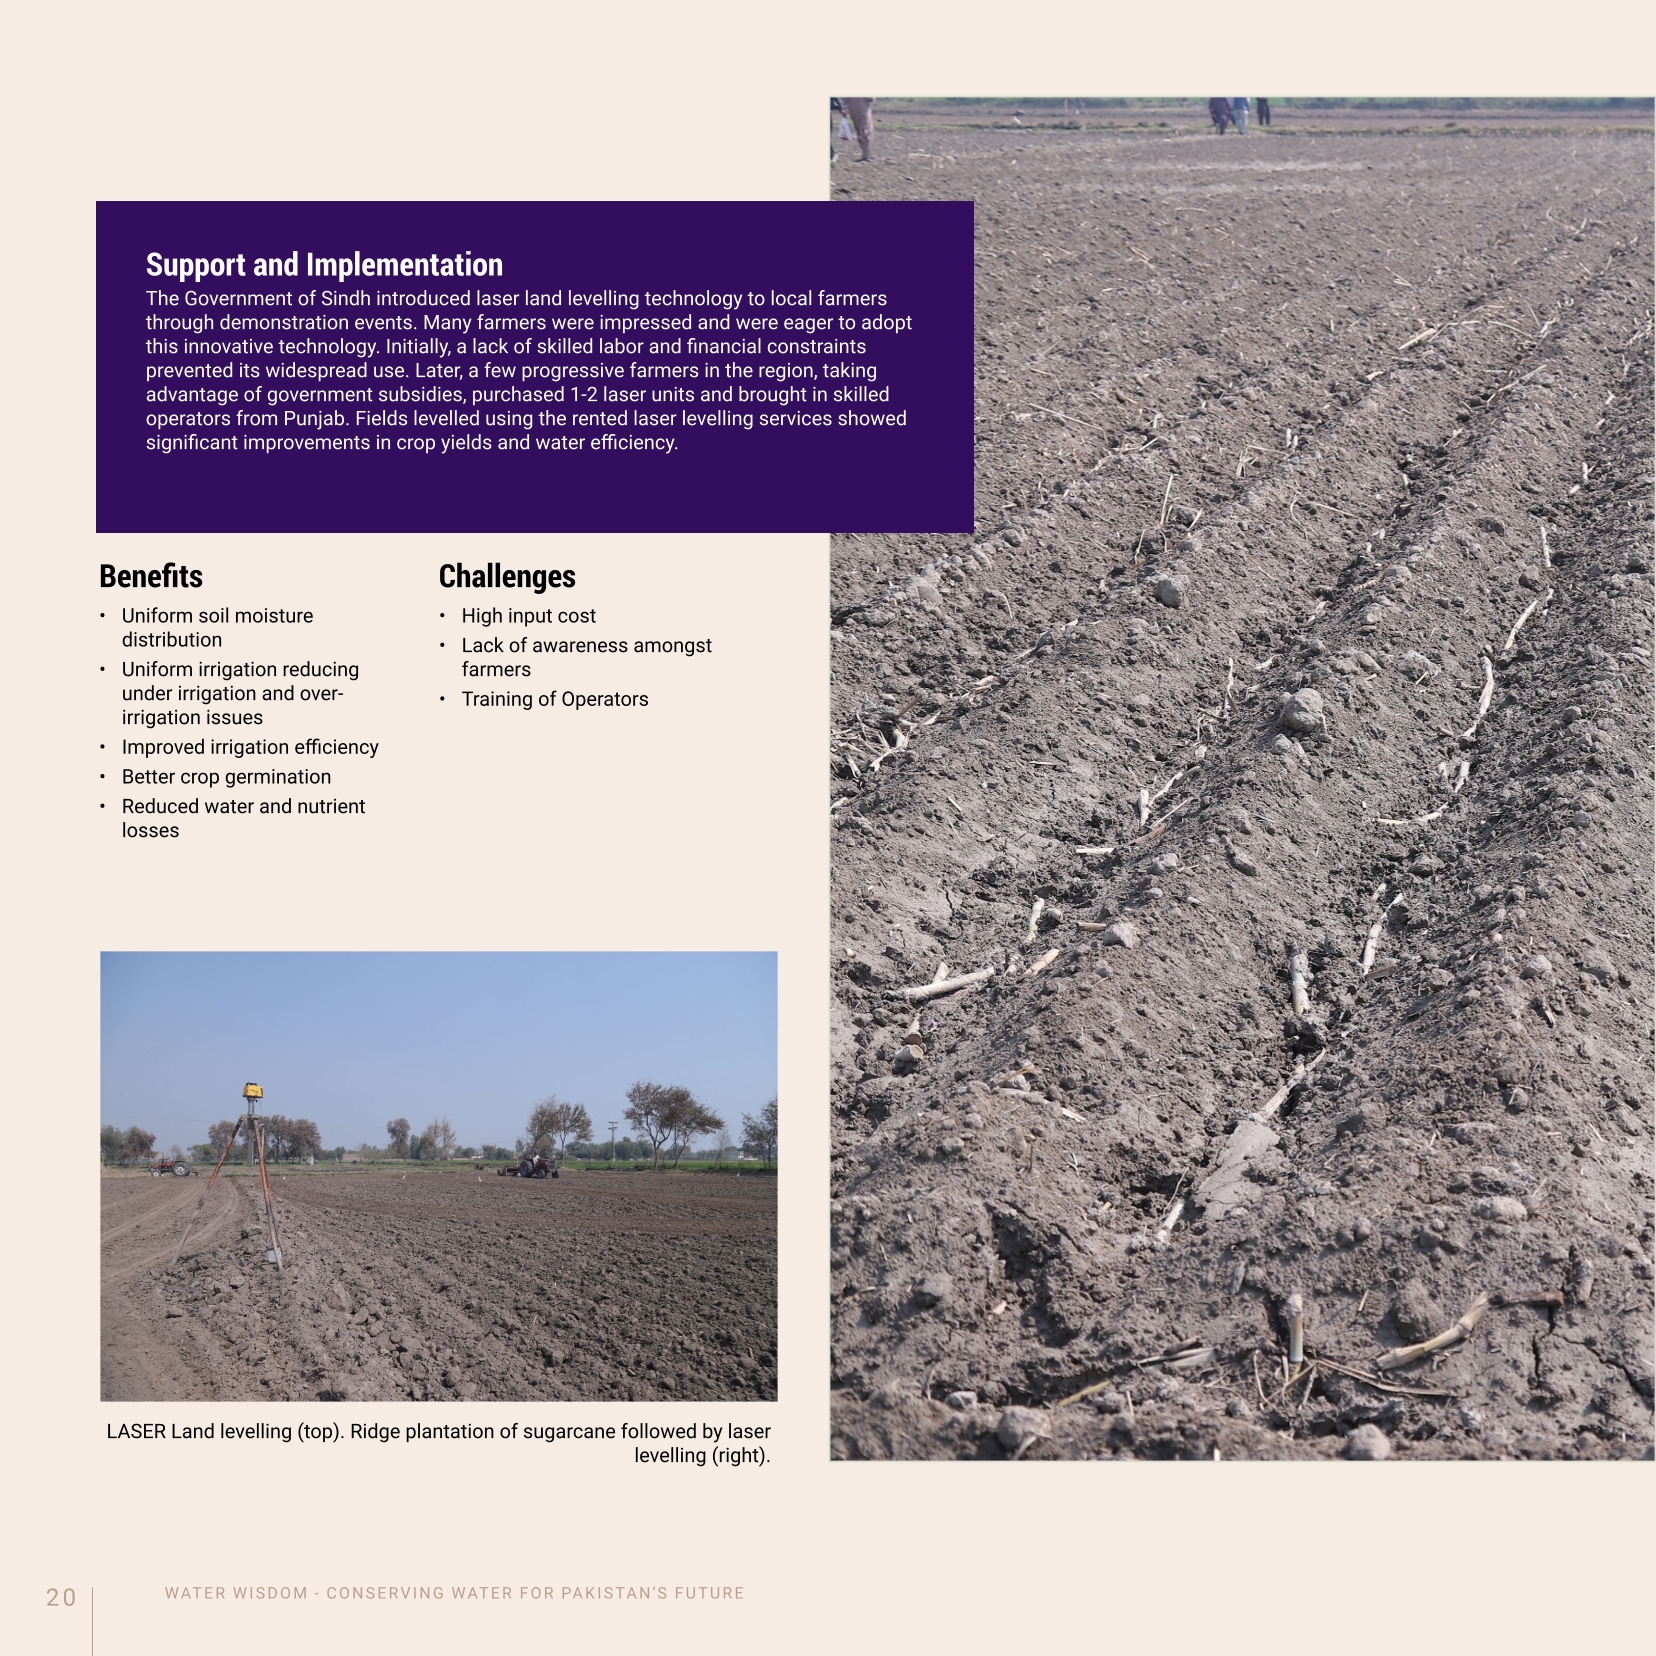 Support and Implementation
The Government of Sindh introduced laser land levelling technology to local farmers
through demonstration events. Many farmers were impressed and were eager to adopt
this innovative technology. Initially, a lack of skilled labor and financial constraints
prevented its widespread use. Later, a few progressive farmers in the region, taking
advantage of government subsidies, purchased 1-2 laser units and brought in skilled
operators from Punjab. Fields levelled using the rented laser levelling services showed
significant improvements in crop yields and water efficiency.
Benefits
• Uniform soil moisture
distribution
• Uniform irrigation reducing
under irrigation and over-
irrigation issues
• Improved irrigation efficiency
• Better crop germination
• Reduced water and nutrient
losses
Challenges
• High input cost
• Lack of awareness amongst
farmers
• Training of Operators
LASER Land levelling (top). Ridge plantation of sugarcane followed by laser
levelling (right).
20
WATER WISDOM - CONSERVING WATER FOR PAKISTAN'S FUTURE